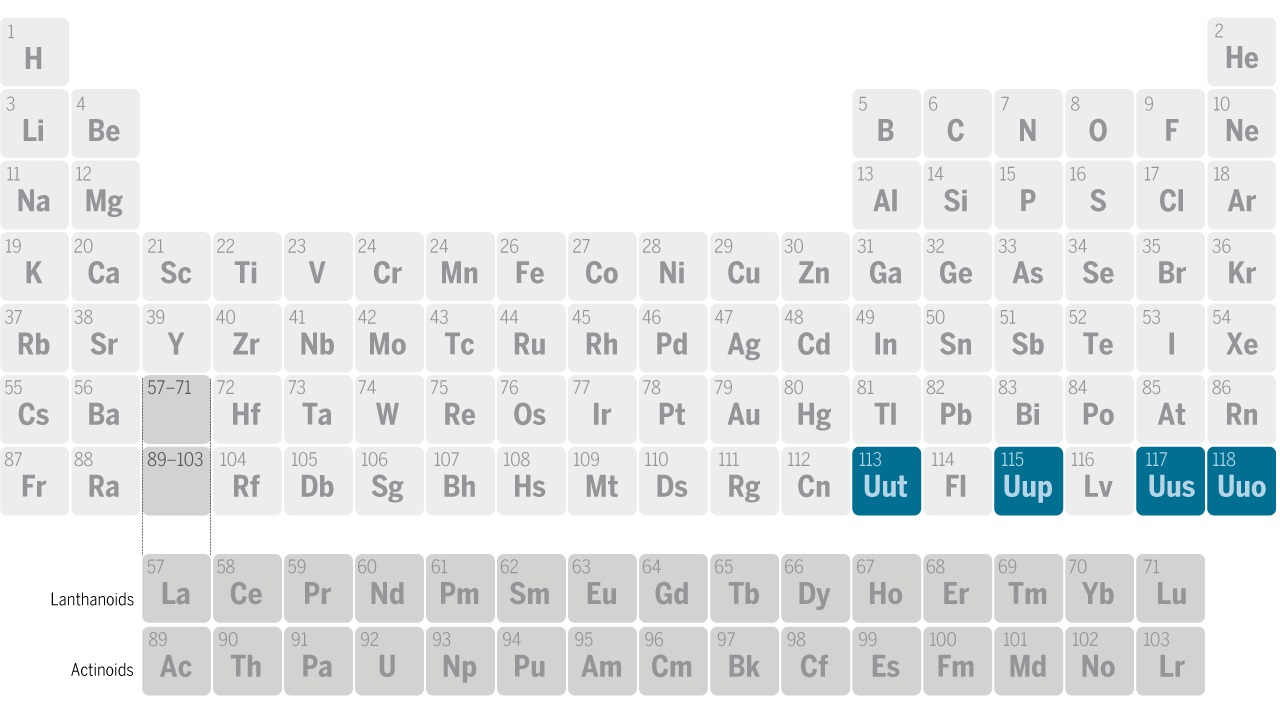 1 2
H He
3 4 5 6 7 8 9 10
Li Be B C N O F Ne
11 12 13 14 15 16 17 18
Na Mg Al Si P S Cl Ar
19 20 21 22 23 24 24 26 27 28 29 30 31 32 33 34 35 36
K Ca Sc Ti V Cr Mn Fe Co Ni Cu Zn Ga Ge As Se Br Kr
37 38 39 40 41 42 43 44 45 46 47 48 49 50 51 52 53 54
Rb Sr Y Zr Nb Mo Tc Ru Rh Pd Ag Cd In Sn Sb Te I Xe
55 56 57–71 72 73 74 75 76 77 78 79 80 81 82 83 84 85 86
Cs Ba Hf Ta W Re Os Ir Pt Au Hg Tl Pb Bi Po At Rn
87 88 89–103 104 105 106 107 108 109 110 111 112 113 114 115 116 117 118
Fr Ra Rf Db Sg Bh Hs Mt Ds Rg Cn Uut Fl Uup Lv Uus Uuo
57 58 59 60 61 62 63 64 65 66 67 68 69 70 71
Lanthanoids La Ce Pr Nd Pm Sm Eu Gd Tb Dy Ho Er Tm Yb Lu
89 90 91 92 93 94 95 96 97 98 99 100 101 102 103
Actinoids Ac Th Pa U Np Pu Am Cm Bk Cf Es Fm Md No Lr